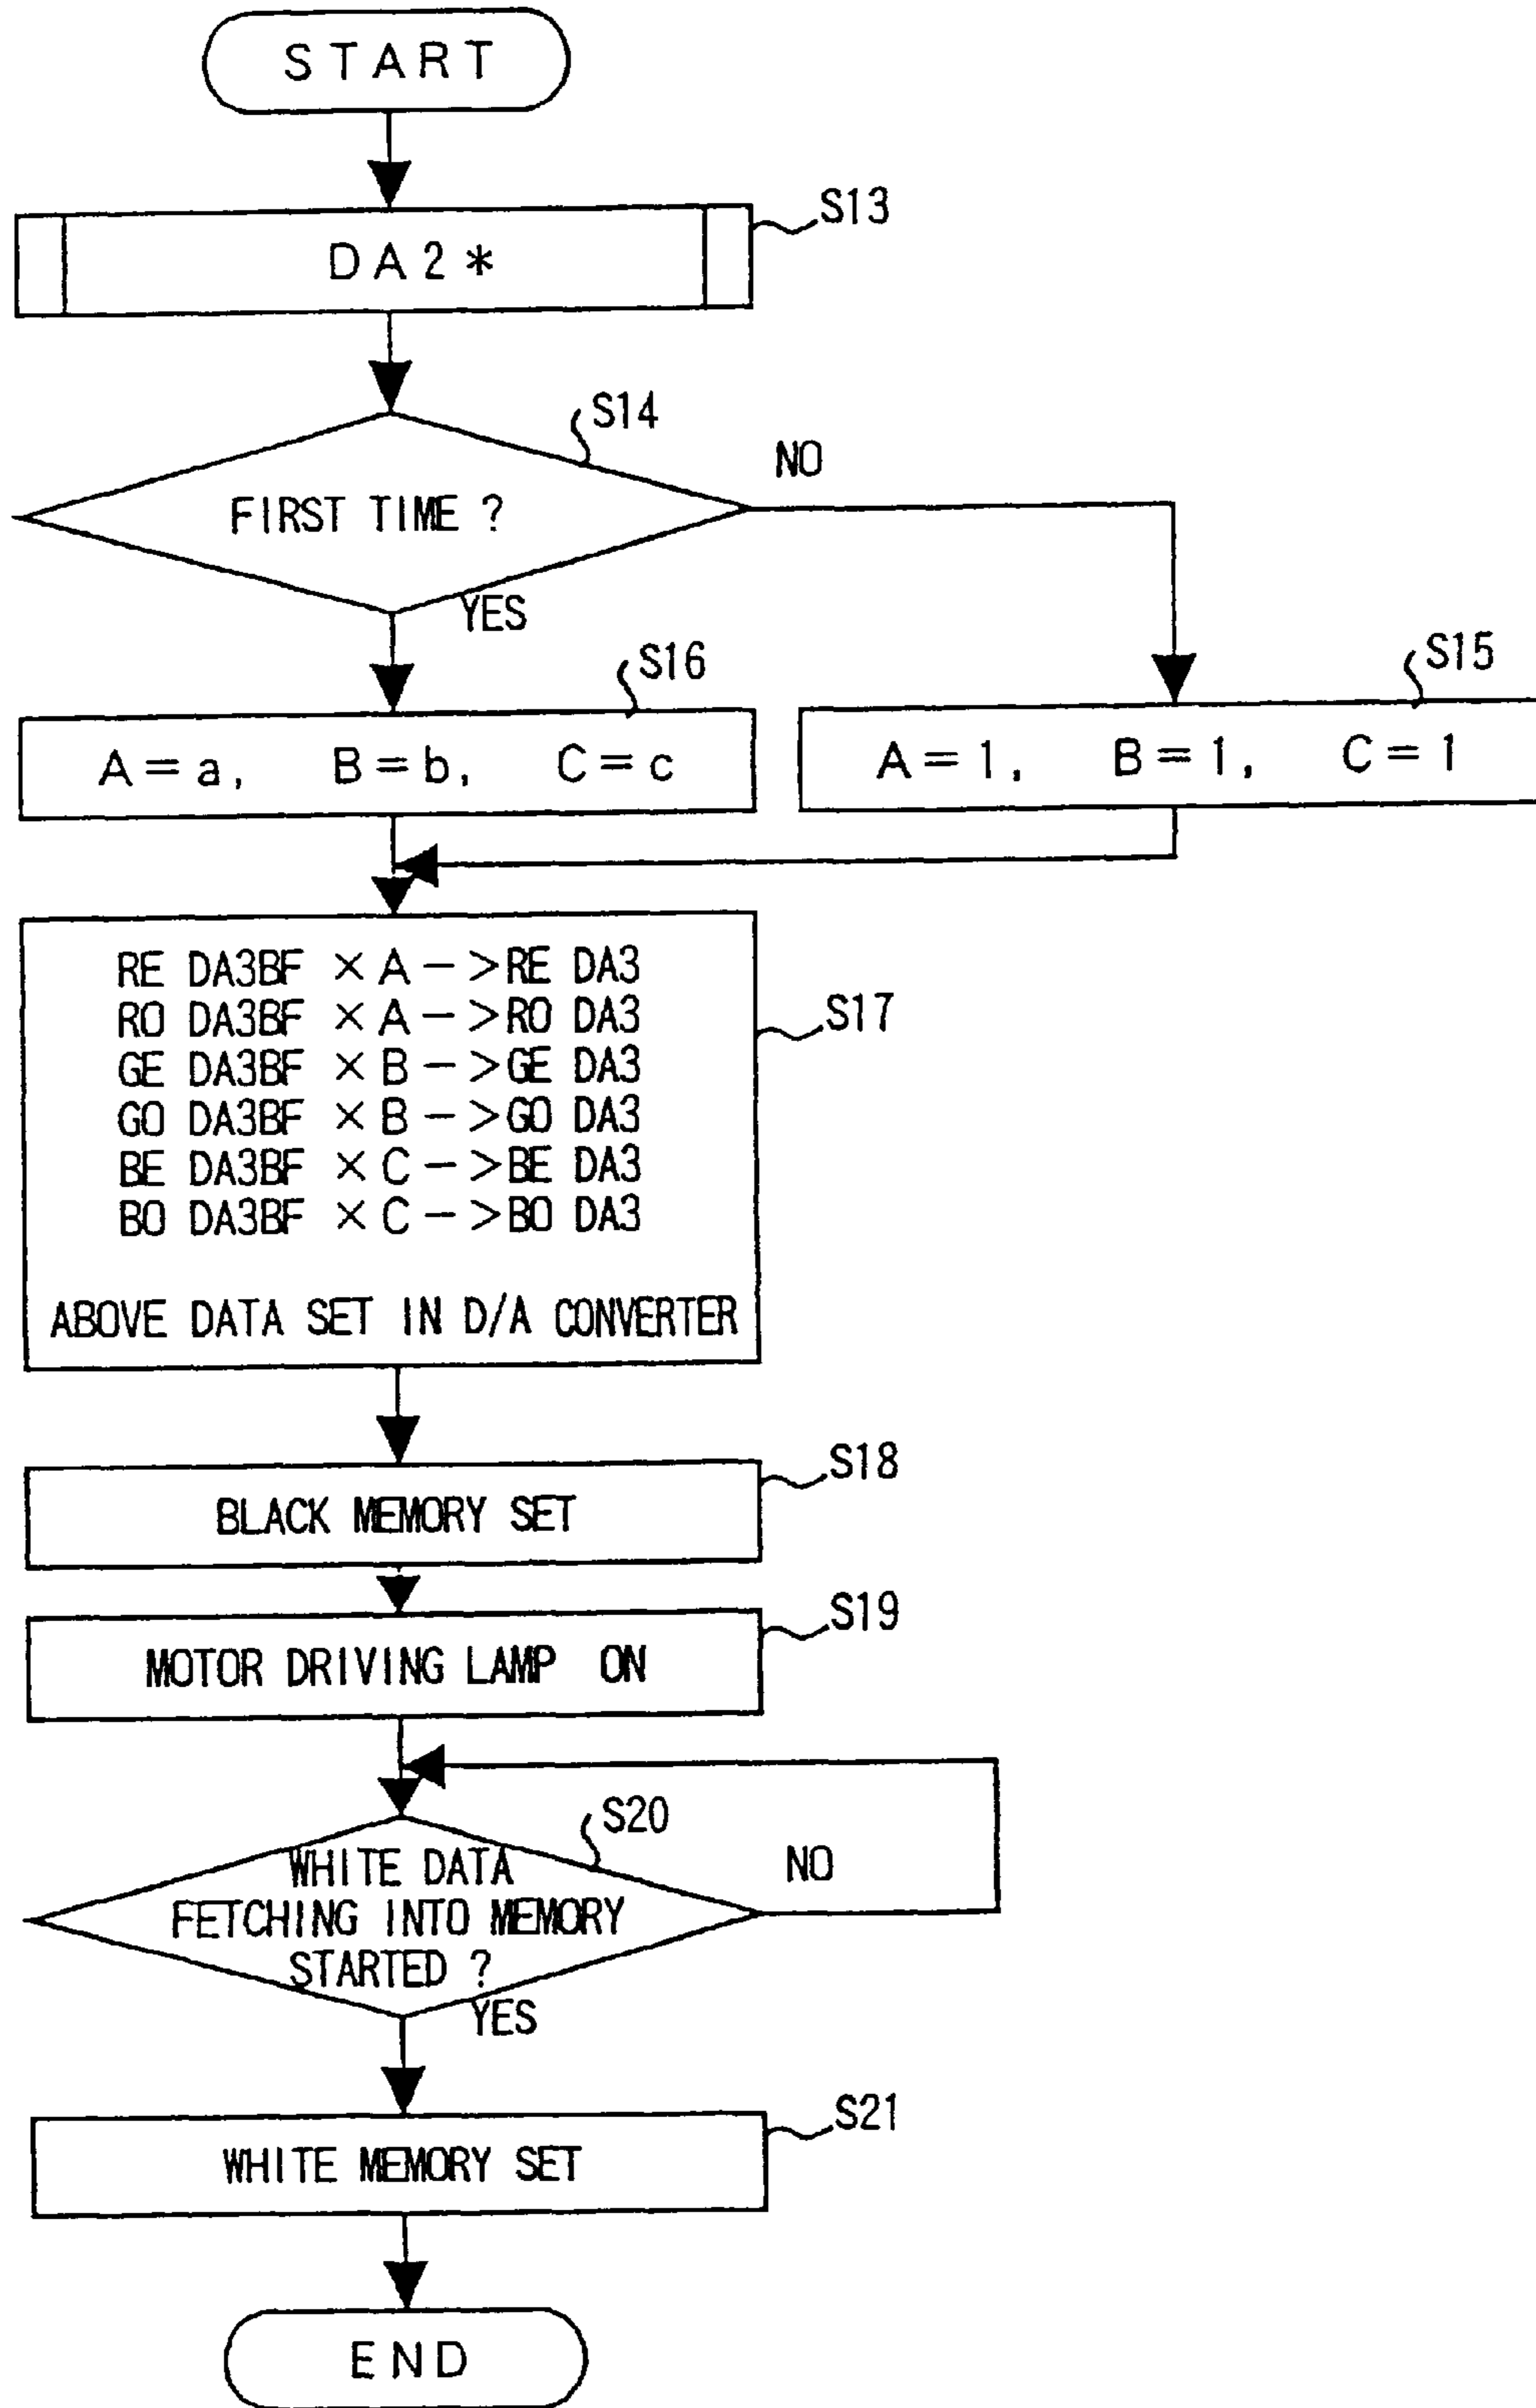 START
S13
DA2*
S14
NO
FIRST TIME ?
YES
S16
S15
A=a, B=b, C=c
A=1, B=1, C=1
RE DA3BF ×A−>RE DA3
RO DA3BF ×A−>RO DA3
S17
GE DA3BF ×B−>GE DA3
GO DA3BF ×B−>GO DA3
BE DA3BF ×C−>BE DA3
BO DA3BF ×C−>BO DA3
ABOVE DATA SET IN D/A CONVERTER
S18
BLACK MEMORY SET
S19
MOTOR DRIVING LAMP ON
S20
WHITE DATA
NO
FETCHING INTO MEMORY
STARTED ?
YES
S21
WHITE MEMORY SET
END